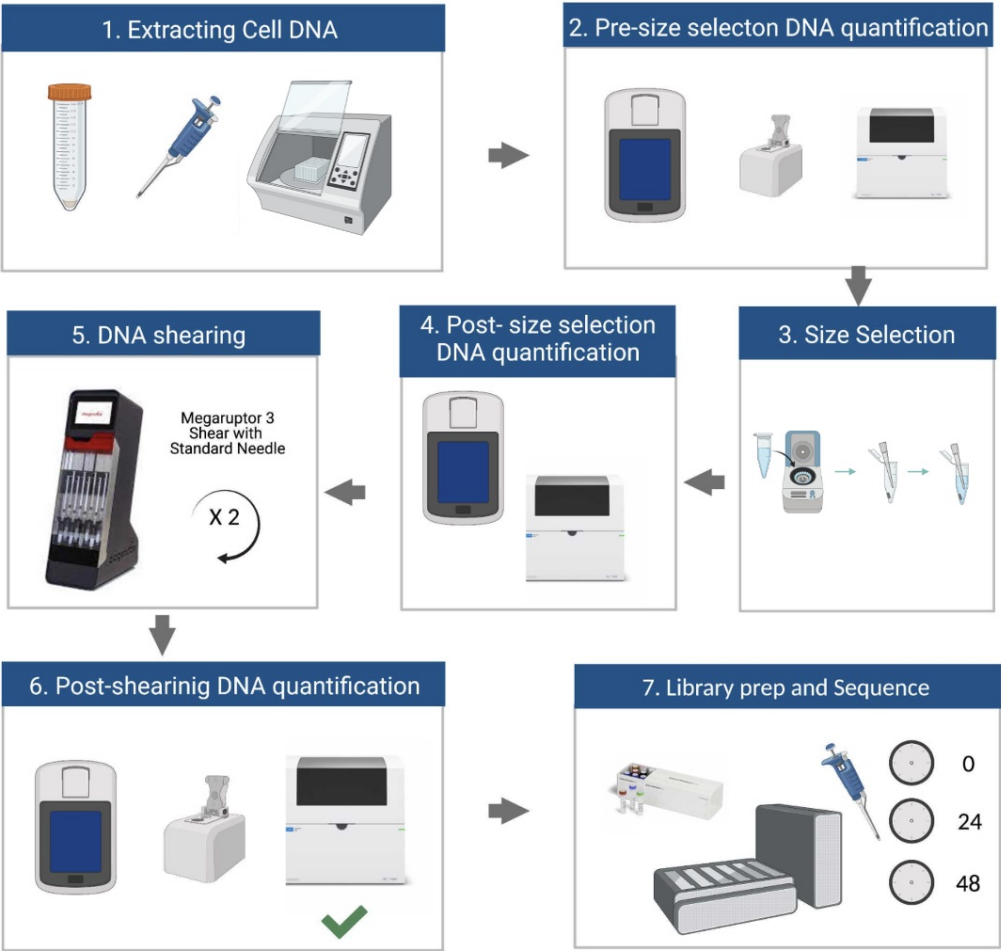 1. Extracting Cell DNA
2. Pre-size selecton DNA quantification
3. Size Selection
4. Post- size selection
DNA quantification
5. DNA shearing
Megaruptor 3
Shear with
Standard Needle
X 2
6. Post-shearinig DNA quantification
7. Library prep and Sequence
0
24
48